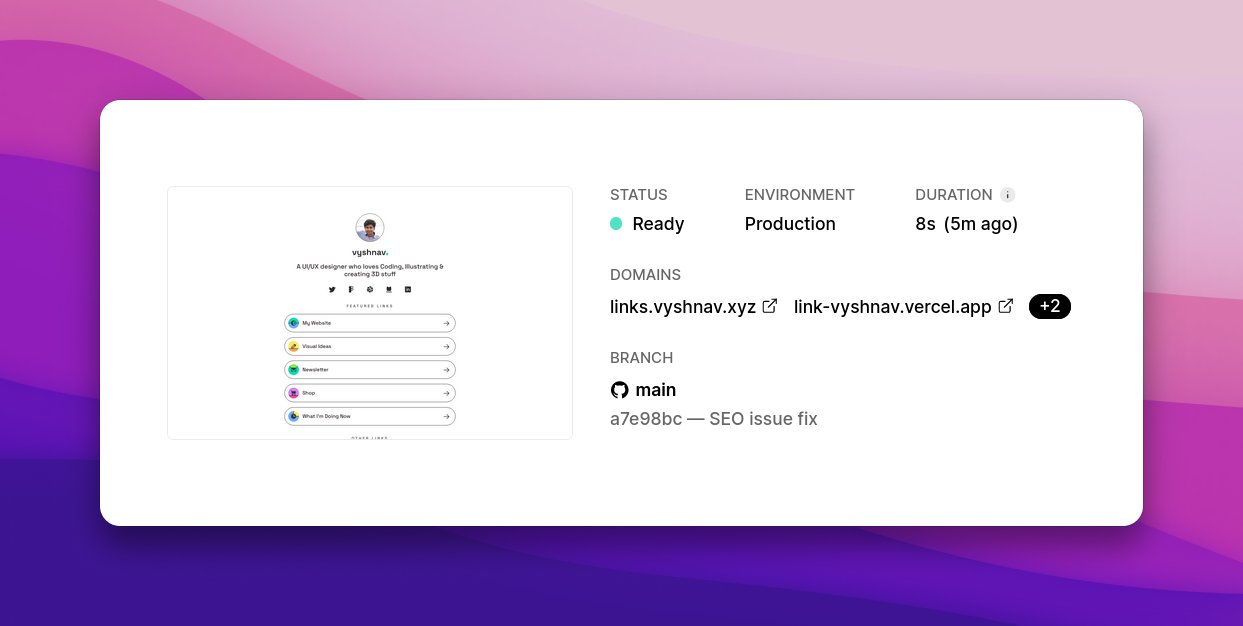 vyshnav.
A UI/UX designer who loves Coding, Illustrating &
creating 3D stuff
FEATURED LINKS
My Website
Visual Ideas
Newsletter
Shop
What I'm Doing Now
OTHER LINKS
STATUS ENVIRONMENT DURATION i
Ready Production 8s (5m ago)
DOMAINS
links.vyshnav.xyz link-vyshnav.vercel.app +2
BRANCH
main
a7e98bc — SEO issue fix